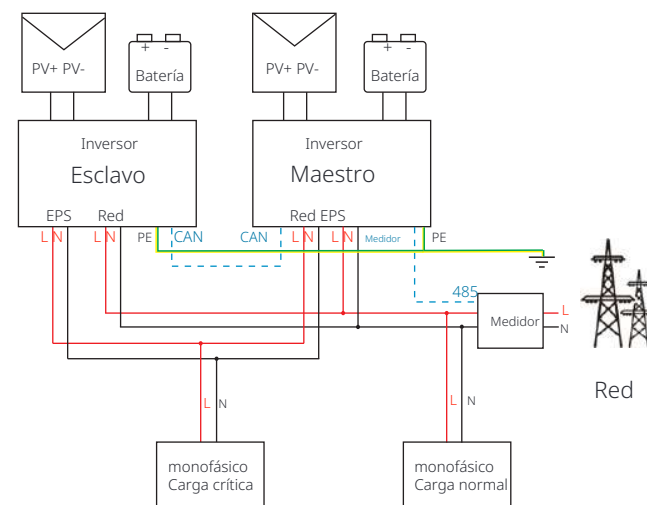 PV+ PV-
+ -
Batería
PV+ PV-
+ -
Batería
Inversor
Esclavo
EPS Red
Inversor
Maestro
Red EPS
L N L N PE CAN
CAN L N L N Medidor PE
485
Medidor
L
N
Red
L N
L N
monofásico
Carga crítica
monofásico
Carga normal